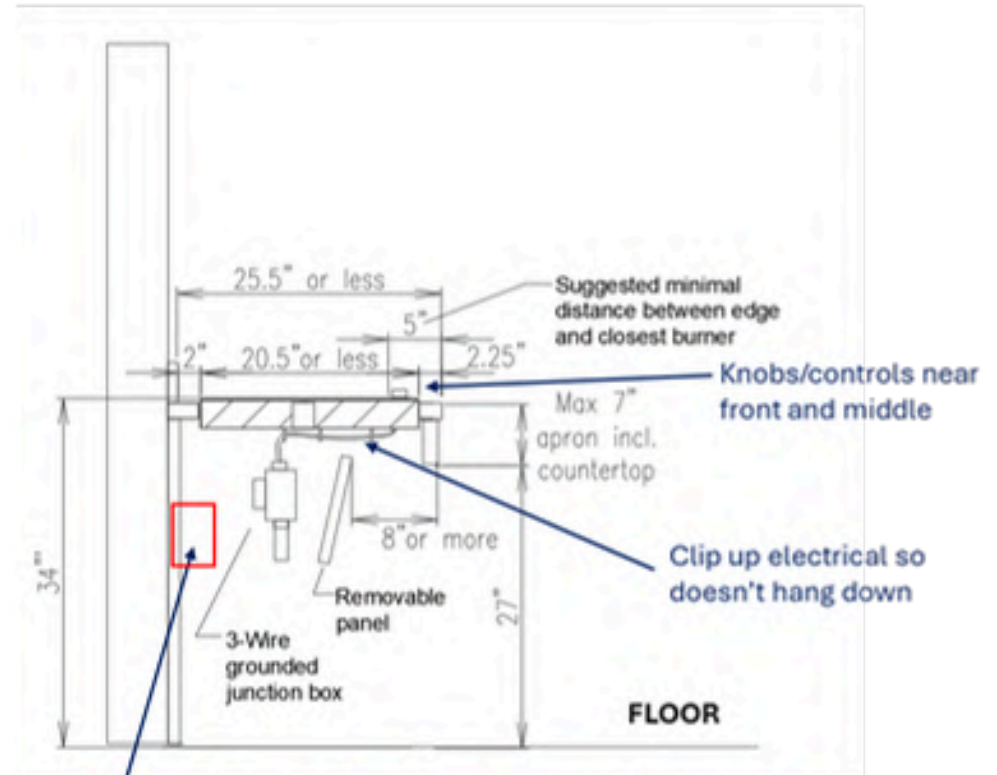 25.5" or less
Suggested minimal
distance between edge
and closest burner
5"
2"
20.5"or less
2.25"
Knobs/controls near
front and middle
Max 7"
apron incl.
countertop
8"or more
Clip up electrical so
doesn't hang down
34"
27"
Removable
panel
3-Wire
grounded
junction box
FLOOR